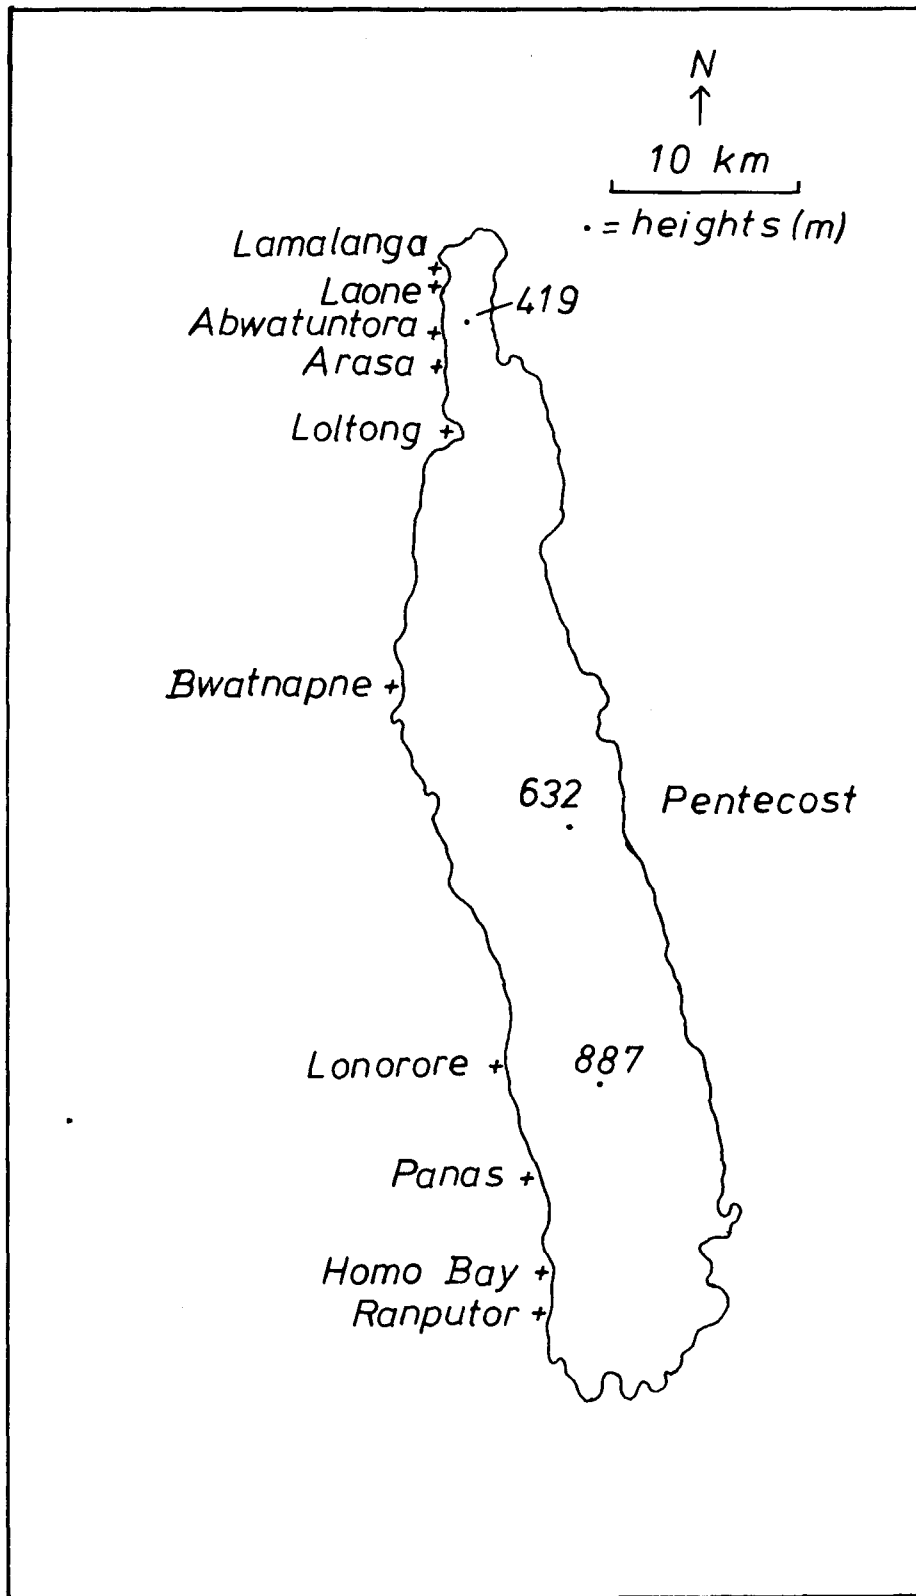 N
10 km
· = heights (m)
Lamalanga
Laone
419
Abwatuntora
Arasa
Loltong
Bwatnapne
632
Pentecost
Lonorore
887
Panas
Homo Bay
Ranputor